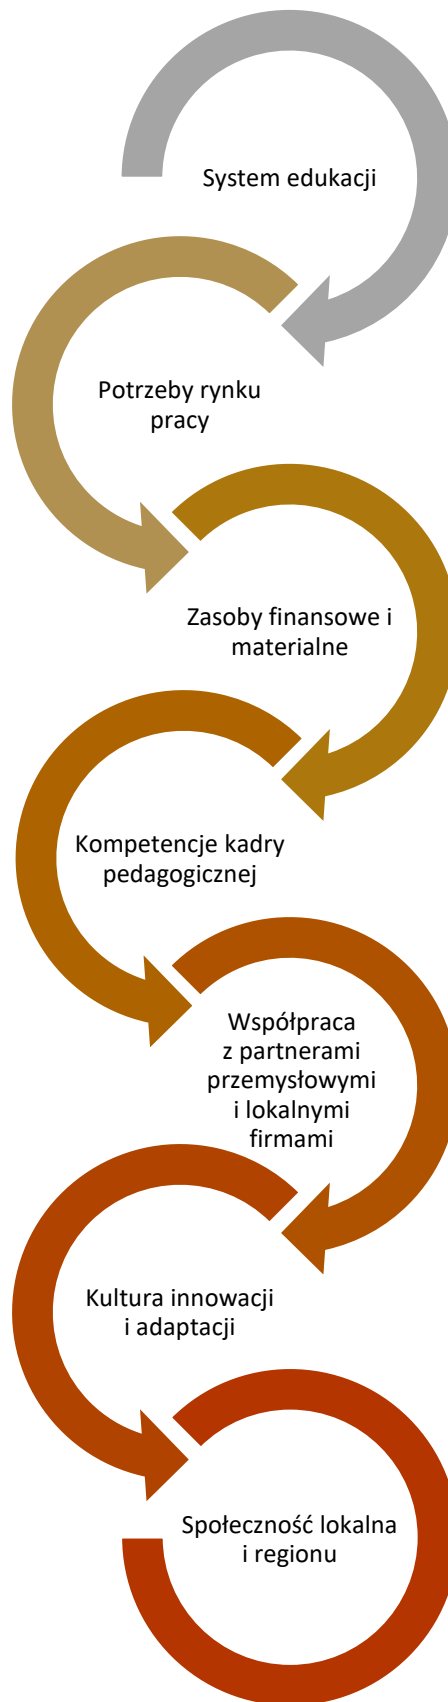 System edukacji
Potrzeby rynku
pracy
Zasoby finansowe i
materialne
Kompetencje kadry
pedagogicznej
Współpraca
z partnerami
przemysłowymi
i lokalnymi
firmami
Kultura innowacji
i adaptacji
Społeczność lokalna
i regionu